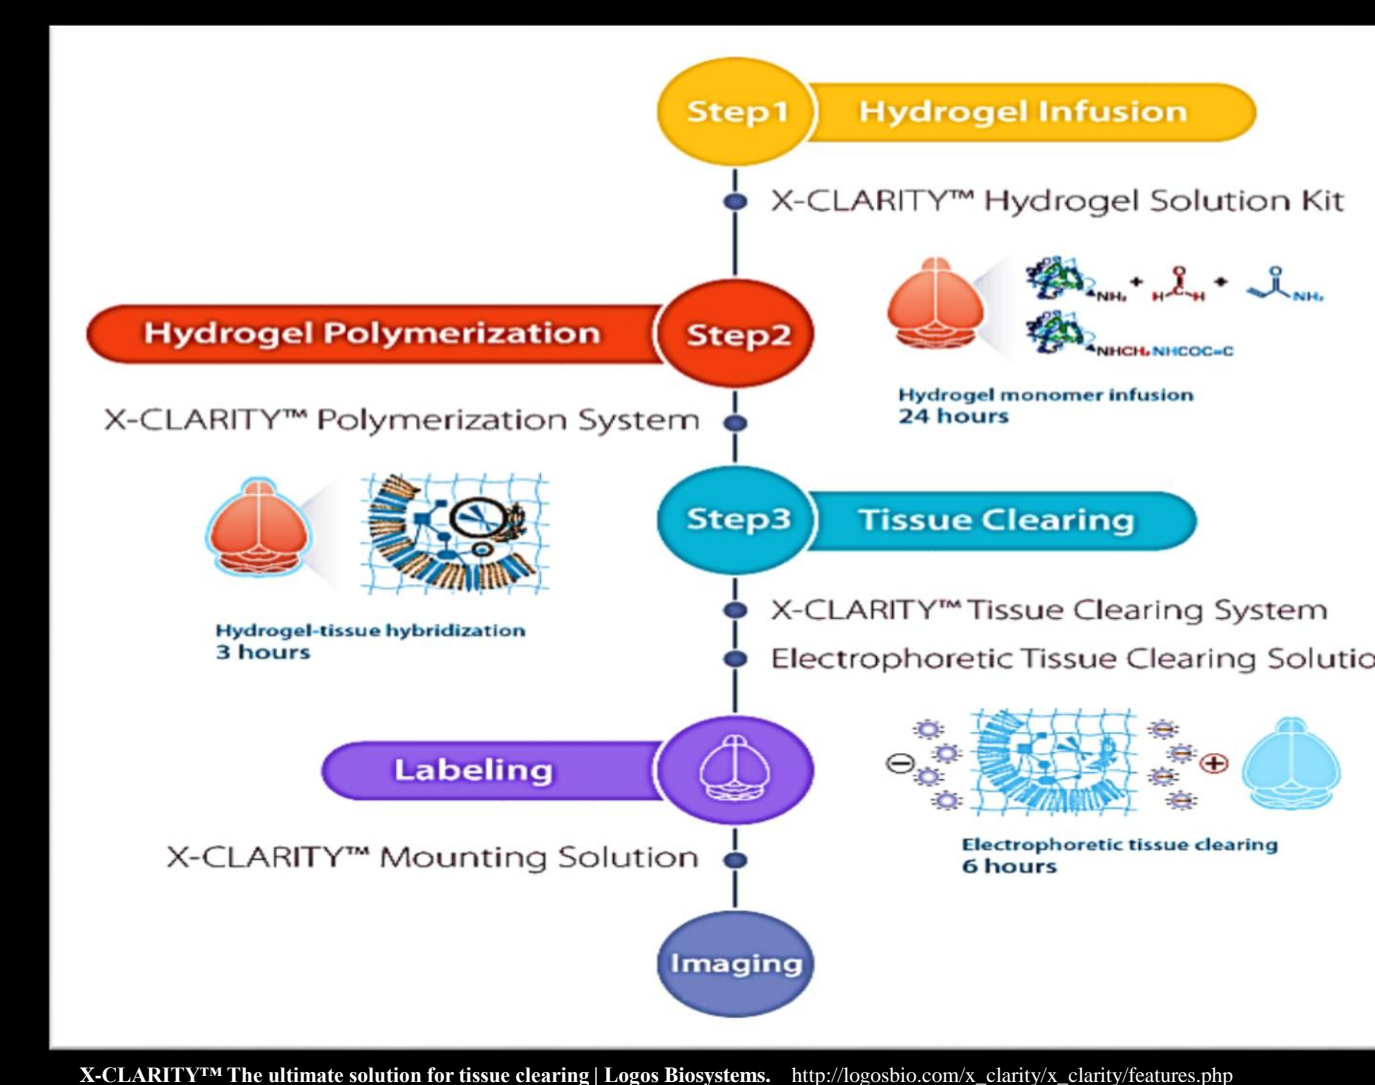 Step1 Hydrogel Infusion
X-CLARITY™ Hydrogel Solution Kit
NH₂ + H H O + O NH₂
NHCH₂NHCOC=C
Hydrogel monomer infusion
24 hours
Hydrogel Polymerization Step2
X-CLARITY™ Polymerization System
Hydrogel-tissue hybridization
3 hours
Step3 Tissue Clearing
X-CLARITY™ Tissue Clearing System
Electrophoretic Tissue Clearing Solutio
Electrophoretic tissue clearing
6 hours
Labeling
X-CLARITY™ Mounting Solution
Imaging
X-CLARITY™ The ultimate solution for tissue clearing | Logos Biosystems. http://logosbio.com/x_clarity/x_clarity/features.php